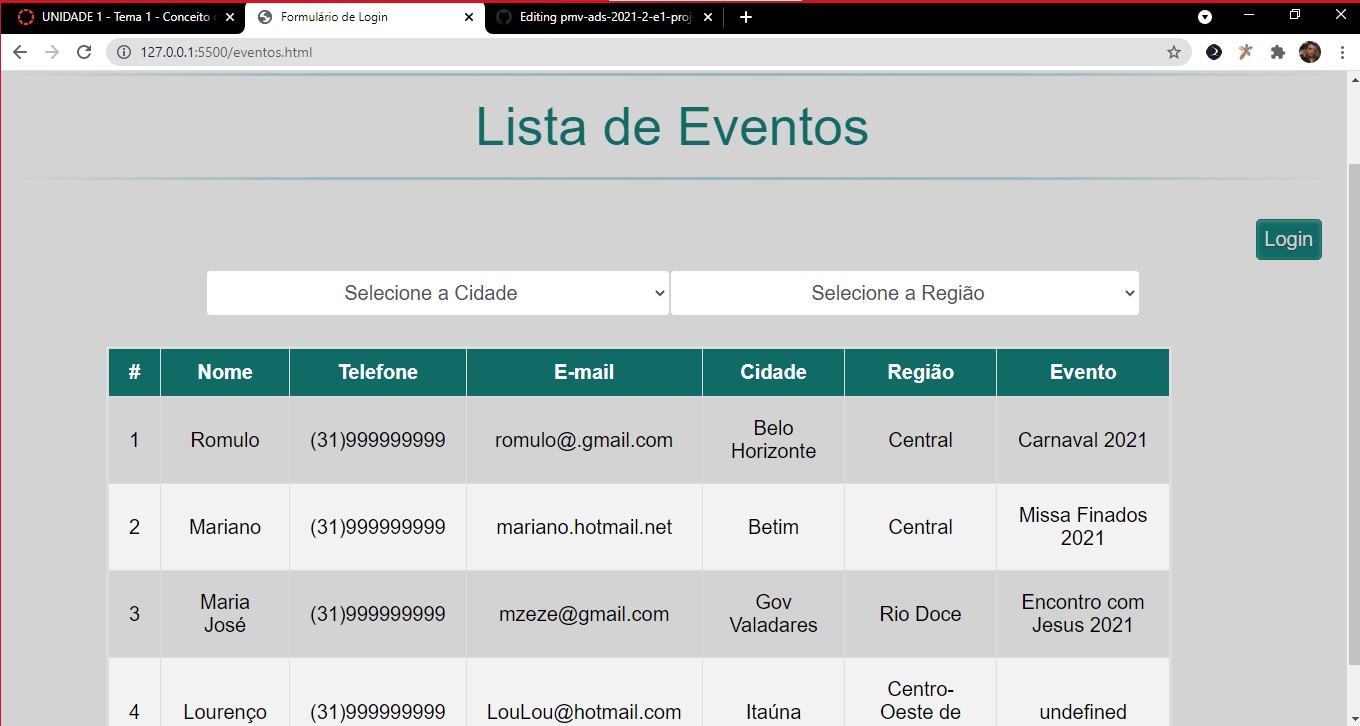 UNIDADE 1 - Tema 1 - Conceito
Formulário de Login
Editing pmv-ads-2021-2-e1-proj
127.0.0.1:5500/eventos.html
Lista de Eventos
Login
Selecione a Cidade
Selecione a Região
# Nome Telefone E-mail Cidade Região Evento
1 Romulo (31)999999999 romulo@.gmail.com Belo
Horizonte Central Carnaval 2021
2 Mariano (31)999999999 mariano.hotmail.net Betim Central Missa Finados
2021
3 Maria
José (31)999999999 mzeze@gmail.com Gov
Valadares Rio Doce Encontro com
Jesus 2021
4 Lourenço (31)999999999 LouLou@hotmail.com Itaúna Centro-
Oeste de undefined